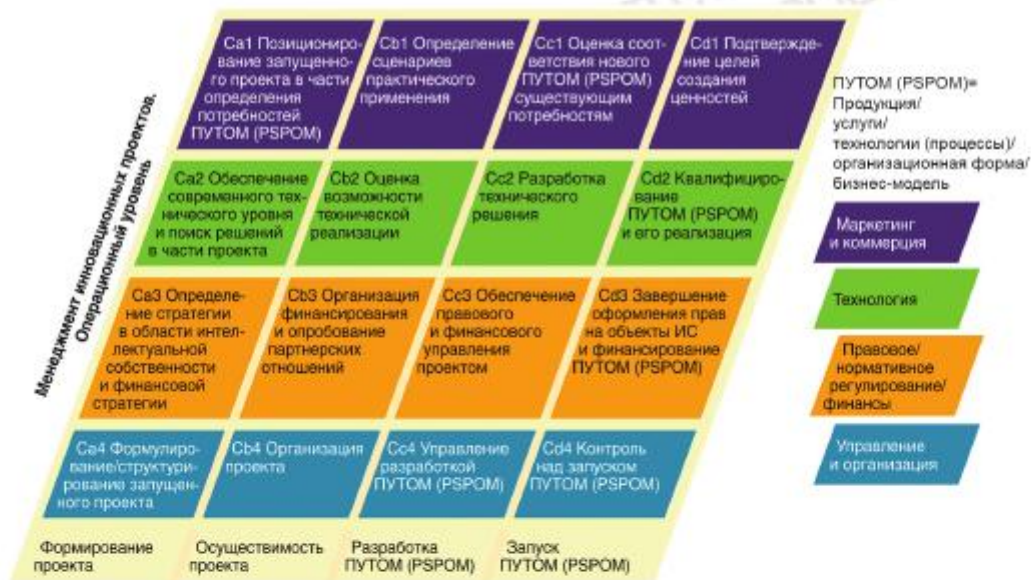 Менеджмент инновационных проектов.
Операционный уровень
Ca1 Позициониро-
вание запущенно-
го проекта в части
определения
потребностей
ПУТОМ (PSPOM)
Cb1 Определение
сценариев
практического
применения
Cc1 Оценка соот-
ветствия нового
ПУТОМ (PSPOM)
существующим
потребностям
Cd1 Подтвержде-
ние целей
создания
ценностей
Ca2 Обеспечение
современного тех-
нического уровня
и поиск решений
в части проекта
Cb2 Оценка
возможности
технической
реализации
Cc2 Разработка
технического
решения
Cd2 Квалифициро-
вание
ПУТОМ (PSPOM)
и его реализация
Ca3 Определе-
ние стратегии
в области интел-
лектуальной
собственности
и финансовой
стратегии
Cb3 Организация
финансирования
и опробование
партнерских
отношений
Cc3 Обеспечение
правового
и финансового
управления
проектом
Cd3 Завершение
оформления прав
на объекты ИС
и финансирование
ПУТОМ (PSPOM)
Ca4 Формулиро-
вание/структури-
рование запущен-
ного проекта
Cb4 Организация
проекта
Cc4 Управление
разработкой
ПУТОМ (PSPOM)
Cd4 Контроль
над запуском
ПУТОМ (PSPOM)
Формирование
проекта
Осуществимость
проекта
Разработка
ПУТОМ (PSPOM)
Запуск
ПУТОМ (PSPOM)
ПУТОМ (PSPOM)=
Продукция/
услуги/
технологии (процессы)/
организационная форма/
бизнес-модель
Маркетинг
и коммерция
Технология
Правовое/
нормативное
регулирование/
финансы
Управление
и организация